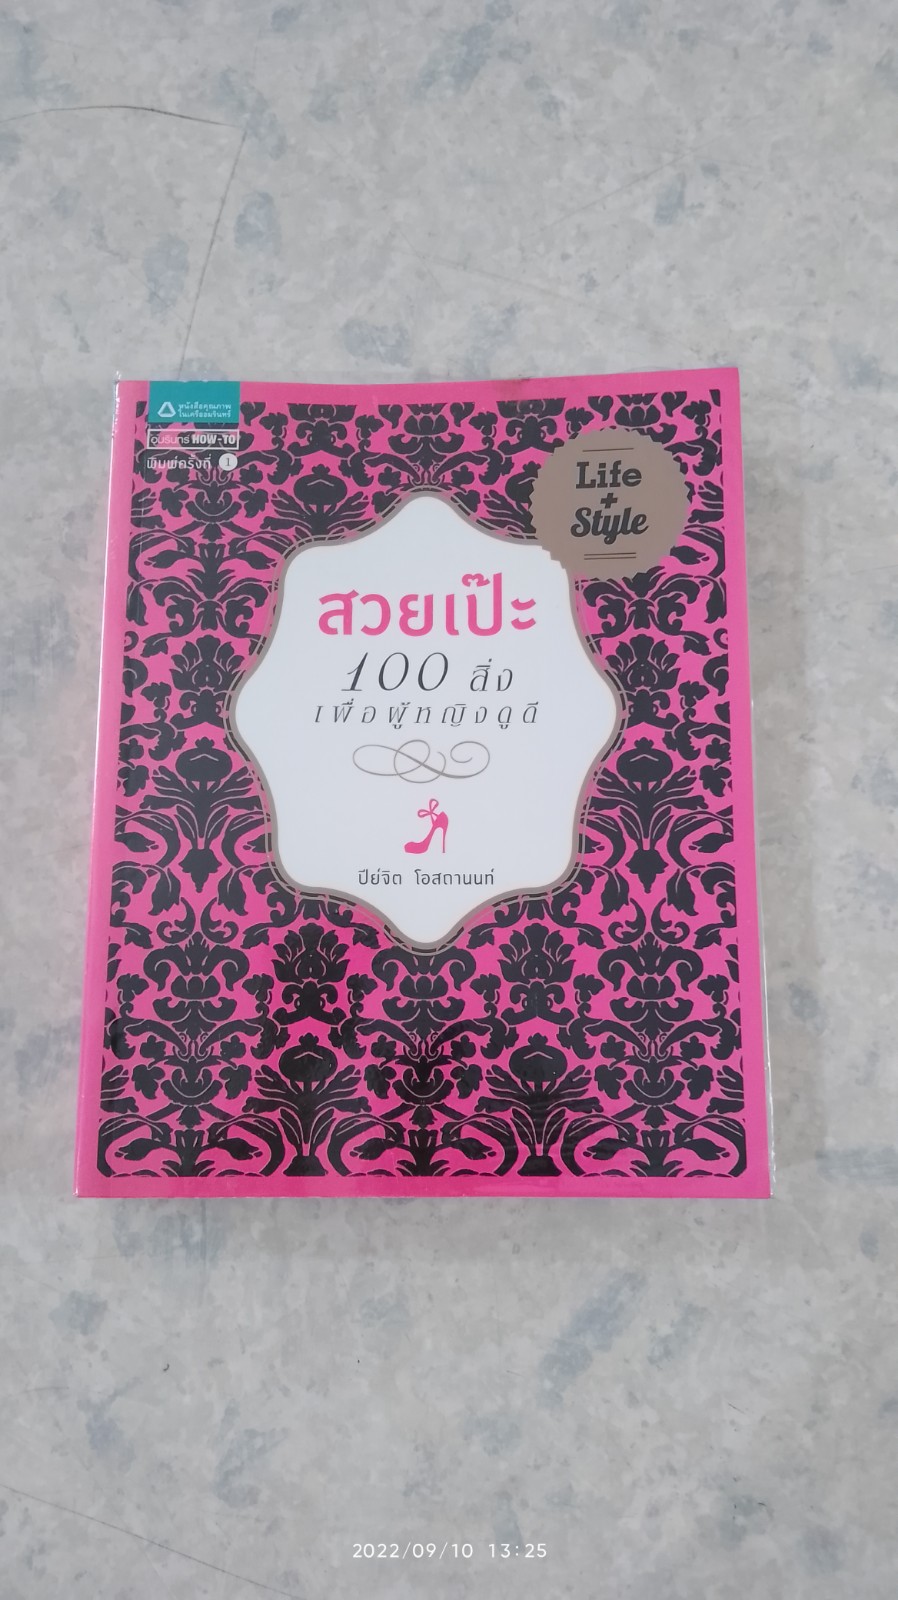 หนังสือคุณภาพ
ในเครืออมรินทร์
อมรินทร์ HOW-TO
พิมพ์ครั้งที่ 1
Life
+
Style
สวยเป๊ะ
100 สิ่ง
เพื่อผู้หญิงดูดี
ปิย์จิต โอสถานนท์
2022/09/10 13:25